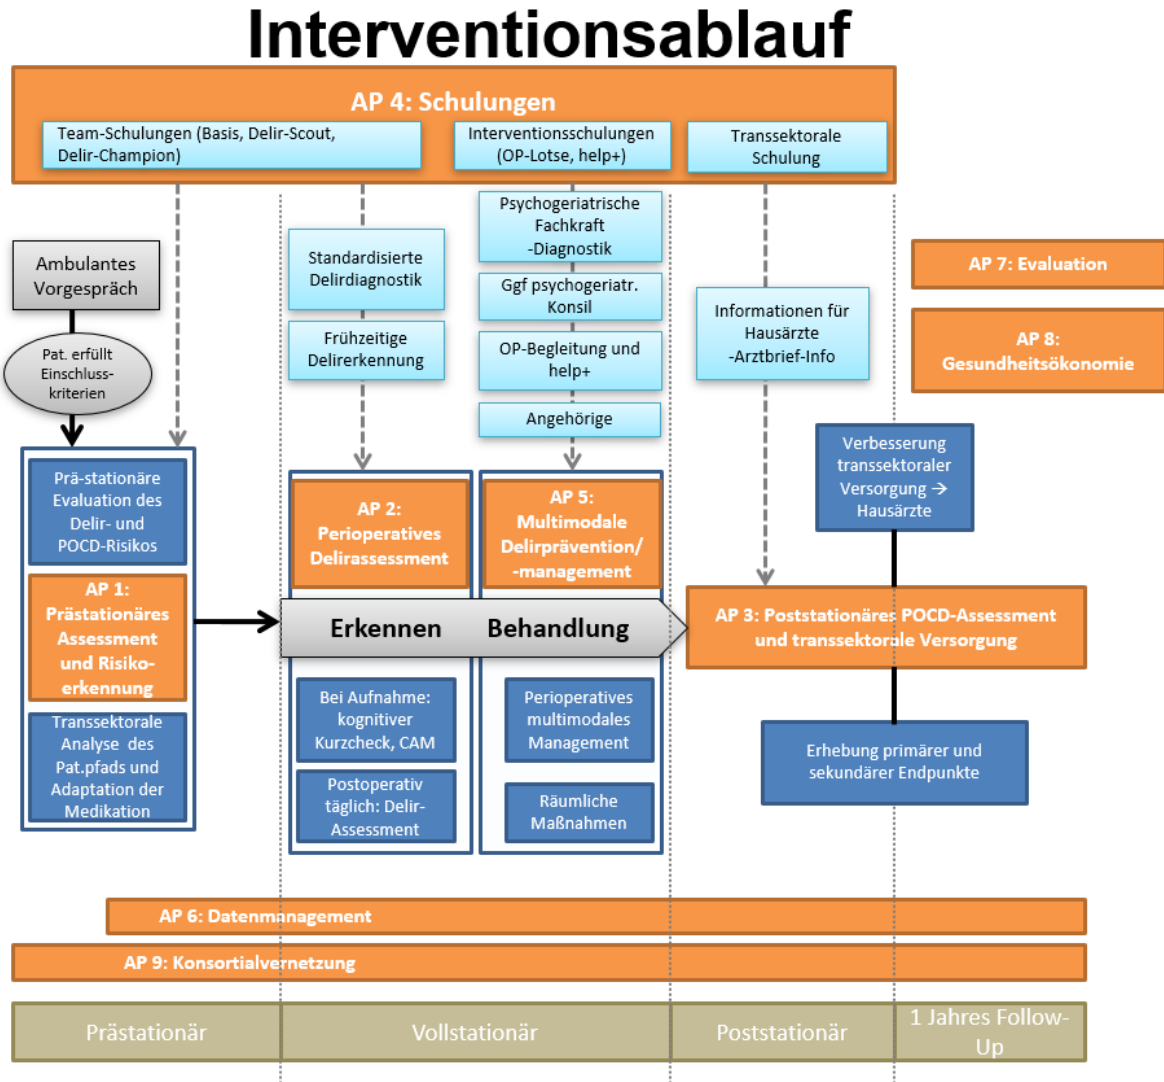 Interventionsablauf
AP 4: Schulungen
Team-Schulungen (Basis, Delir-Scout,
Delir-Champion)
Interventionsschulungen
(OP-Lotse, help+)
Transsektorale
Schulung
Ambulantes
Vorgespräch
Pat. erfüllt
Einschluss-
kriterien
Standardisierte
Delirdiagnostik
Frühzeitige
Delirerkennung
Psychogeriatrische
Fachkraft
-Diagnostik
Ggf psychogeriatr.
Konsil
OP-Begleitung und
help+
Angehörige
Informationen für
Hausärzte
-Arztbrief-Info
AP 7: Evaluation
AP 8:
Gesundheitsökonomie
Prä-stationäre
Evaluation des
Delir- und
POCD-Risikos
AP 1:
Prästationäres
Assessment
und Risiko-
erkennung
Transsektorale
Analyse des
Pat.pfads und
Adaptation der
Medikation
AP 2:
Perioperatives
Delirassessment
AP 5:
Multimodale
Delirprävention/
-management
Erkennen
Behandlung
Bei Aufnahme:
kognitiver
Kurzcheck, CAM
Postoperativ
täglich: Delir-
Assessment
Perioperatives
multimodales
Management
Räumliche
Maßnahmen
Verbesserung
transsektoraler
Versorgung →
Hausärzte
AP 3: Poststationäres POCD-Assessment
und transsektorale Versorgung
Erhebung primärer und
sekundärer Endpunkte
AP 6: Datenmanagement
AP 9: Konsortialvernetzung
Prästationär
Vollstationär
Poststationär
1 Jahres Follow-
Up